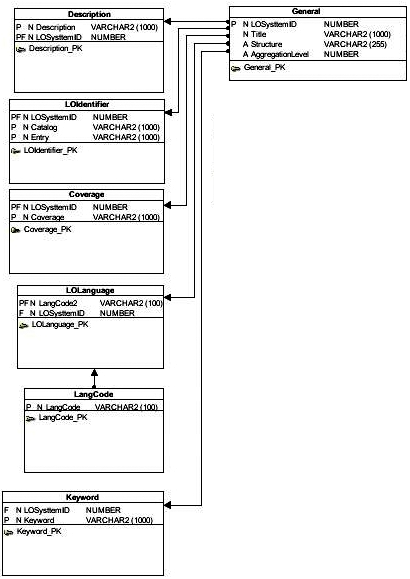 Description
P N Description VARCHAR2 (1000)
PF N LOSysttemID NUMBER
Description_PK
General
P N LOSysttemID NUMBER
N Title VARCHAR2 (1000)
A Structure VARCHAR2 (255)
A AggregationLevel NUMBER
General_PK
LOIdentifier
PF N LOSysttemID NUMBER
P N Catalog VARCHAR2 (1000)
P N Entry VARCHAR2 (1000)
LOIdentifier_PK
Coverage
PF N LOSysttemID NUMBER
P N Coverage VARCHAR2 (1000)
Coverage_PK
LOLanguage
PF N LangCode2 VARCHAR2 (100)
F N LOSysttemID NUMBER
LOLanguage_PK
LangCode
P N LangCode VARCHAR2 (100)
LangCode_PK
Keyword
F N LOSysttemID NUMBER
P N Keyword VARCHAR2 (1000)
Keyword_PK